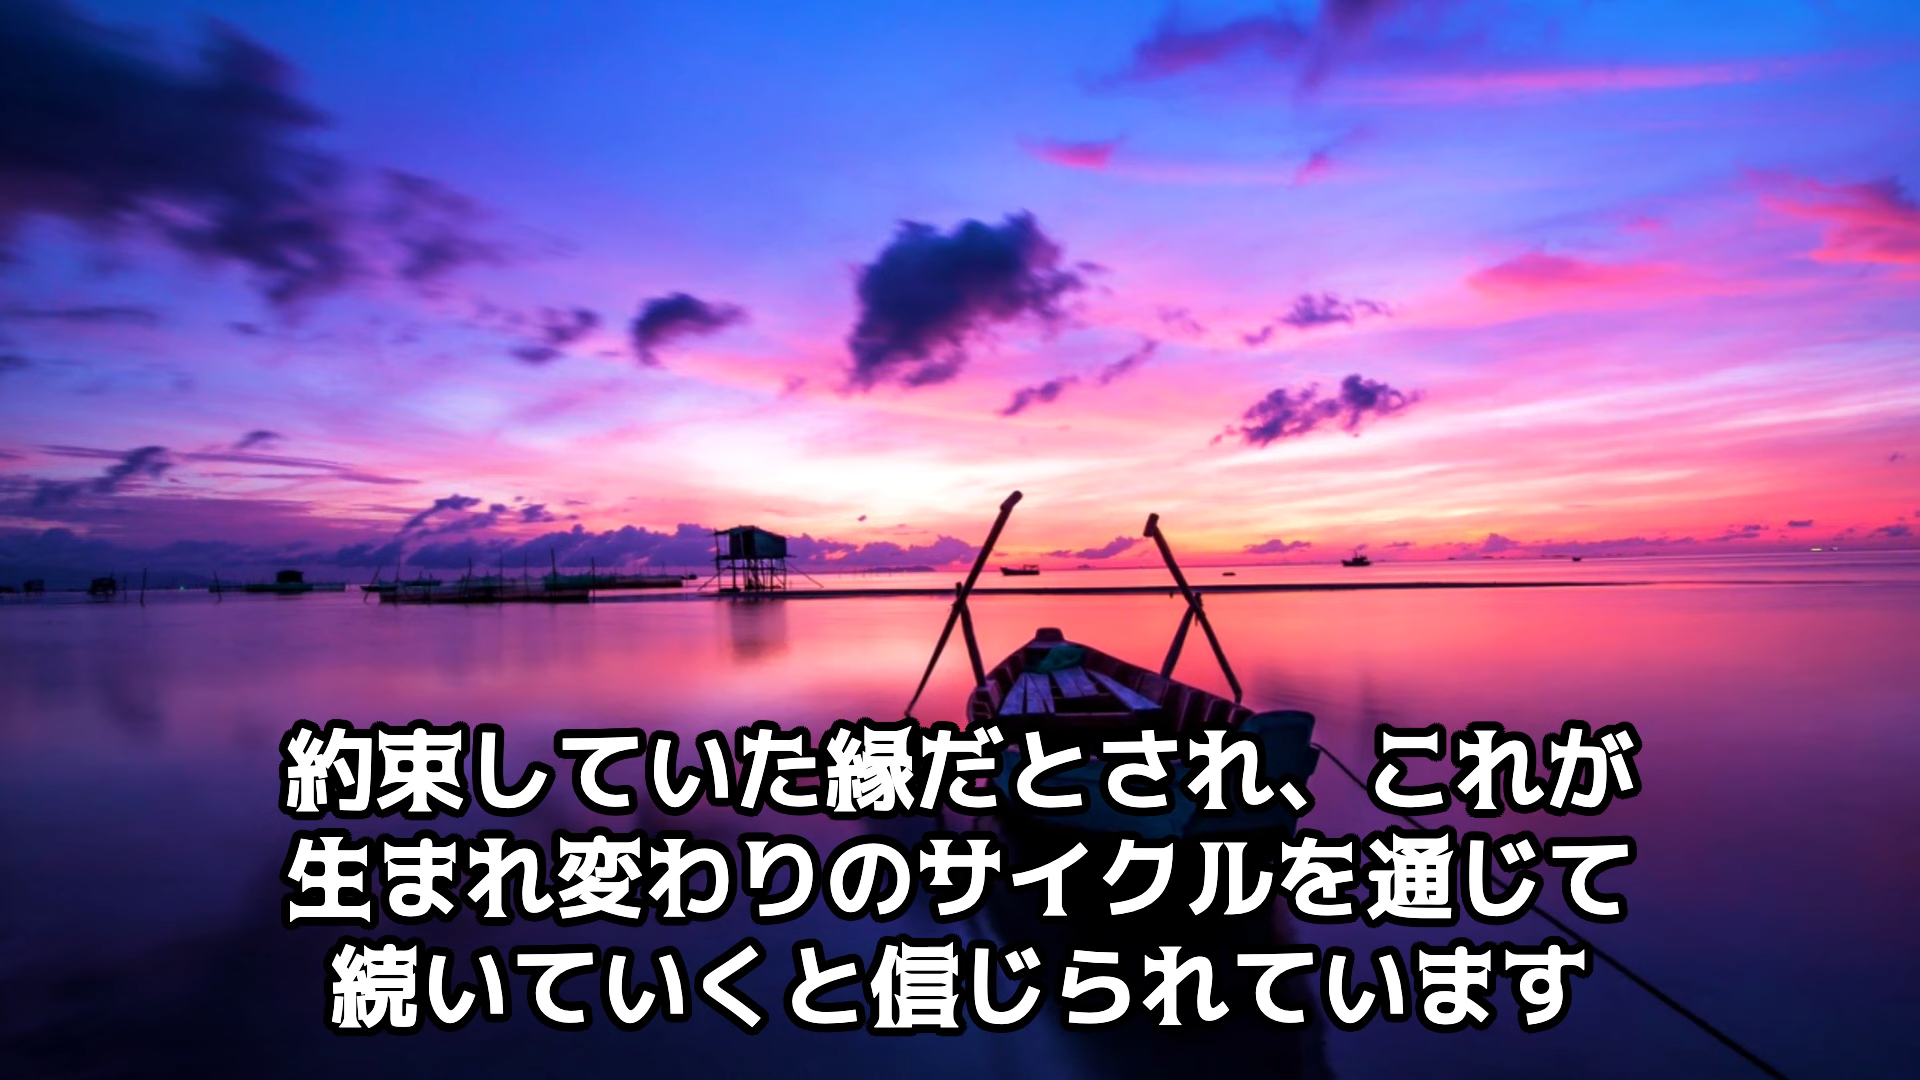 約束していた縁だとされ、これが
生まれ変わりのサイクルを通じて
続いていくと信じられています